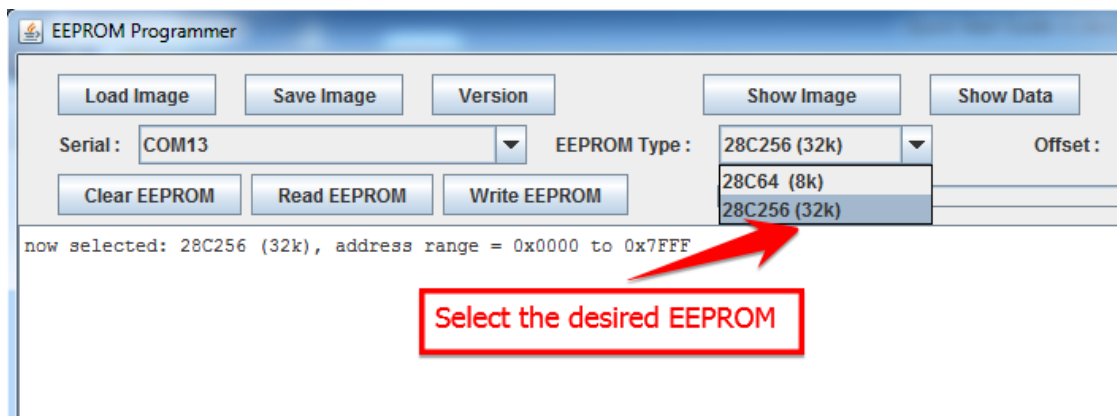 EEPROM Programmer
Load Image Save Image Version Show Image Show Data
Serial : COM13 EEPROM Type : 28C256 (32k) Offset :
28C64 (8k)
Clear EEPROM Read EEPROM Write EEPROM
28C256 (32k)
now selected: 28C256 (32k), address range = 0x0000 to 0x7FFF
Select the desired EEPROM